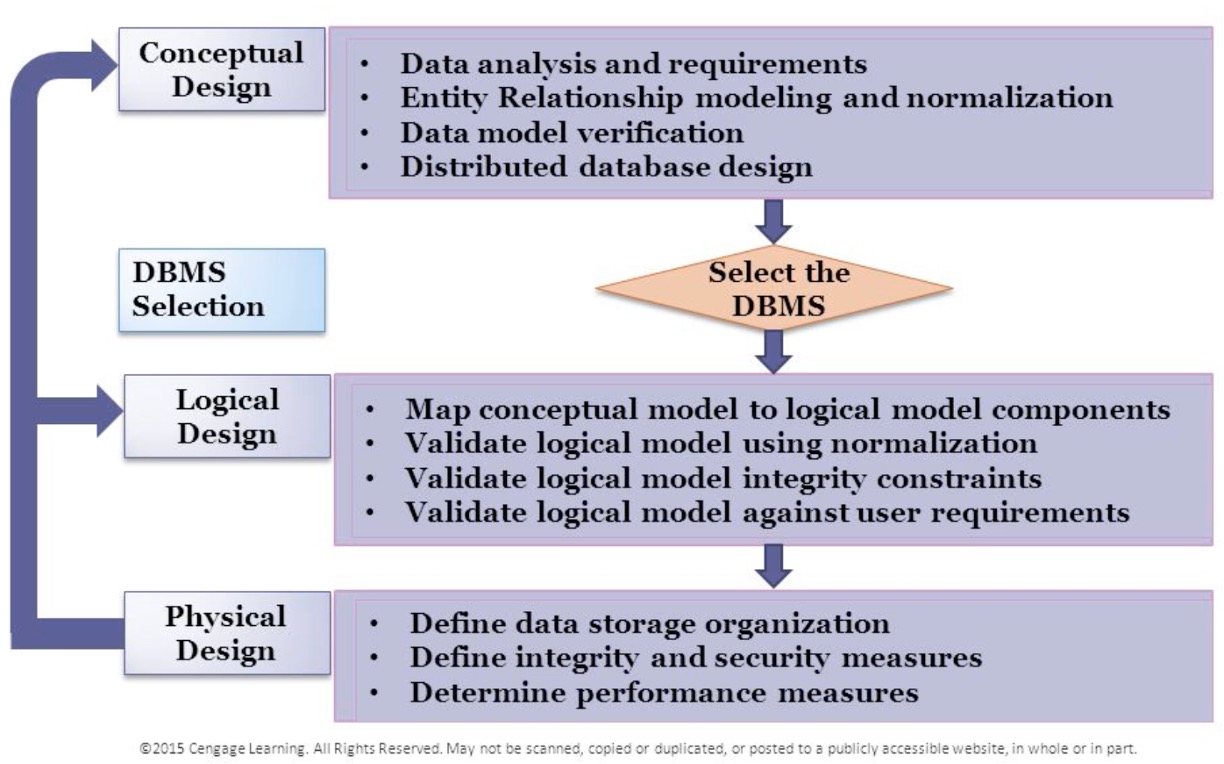 Conceptual
Design
• Data analysis and requirements
• Entity Relationship modeling and normalization
• Data model verification
• Distributed database design
DBMS
Selection
Select the
DBMS
Logical
Design
• Map conceptual model to logical model components
• Validate logical model using normalization
• Validate logical model integrity constraints
• Validate logical model against user requirements
Physical
Design
• Define data storage organization
• Define integrity and security measures
• Determine performance measures
©2015 Cengage Learning. All Rights Reserved. May not be scanned, copied or duplicated, or posted to a publicly accessible website, in whole or in part.